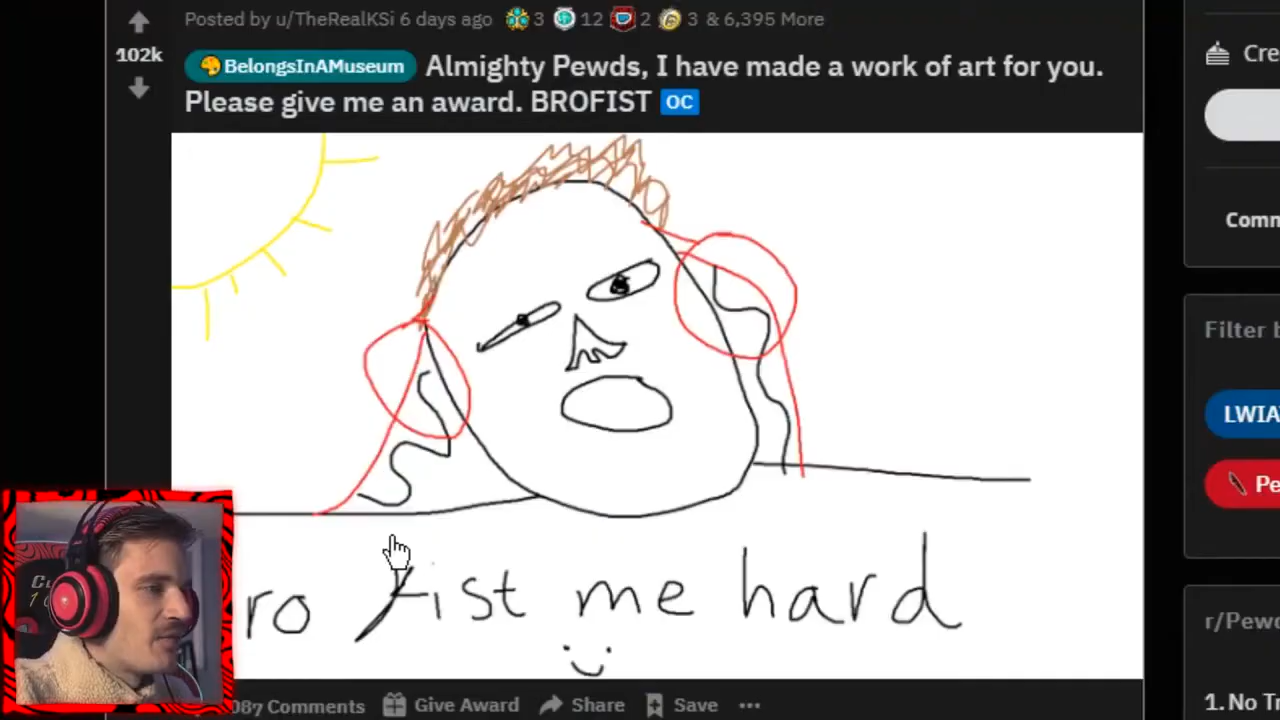 Posted by u/TheRealKSi 6 days ago 3 12 2 3 & 6,395 More
102k
BelongsInAMuseum Almighty Pewds, I have made a work of art for you.
Please give me an award. BROFIST OC
ro Fist me hard
087 Comments Give Award Share Save
Cre
Comm
Filter b
LWIA
Pe
r/Pewd
1. No Tr